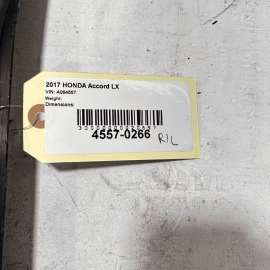 2017 HONDA Accord LX
VIN: A064557
Weight:
Dimensions:
4557-0266
R/L